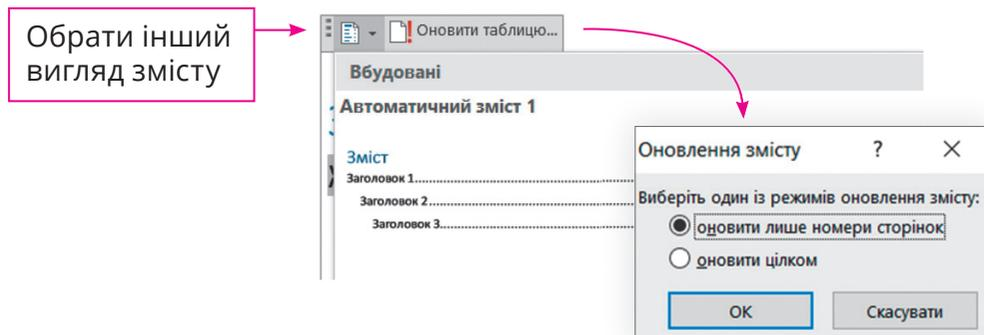 Обрати інший
вигляд змісту
Оновити таблицю...
Вбудовані
Автоматичний зміст 1
Зміст
Заголовок 1
Заголовок 2
Заголовок 3
Оновлення змісту ?
Виберіть один із режимів оновлення змісту:
оновити лише номери сторінок
оновити цілком
ОК Скасувати